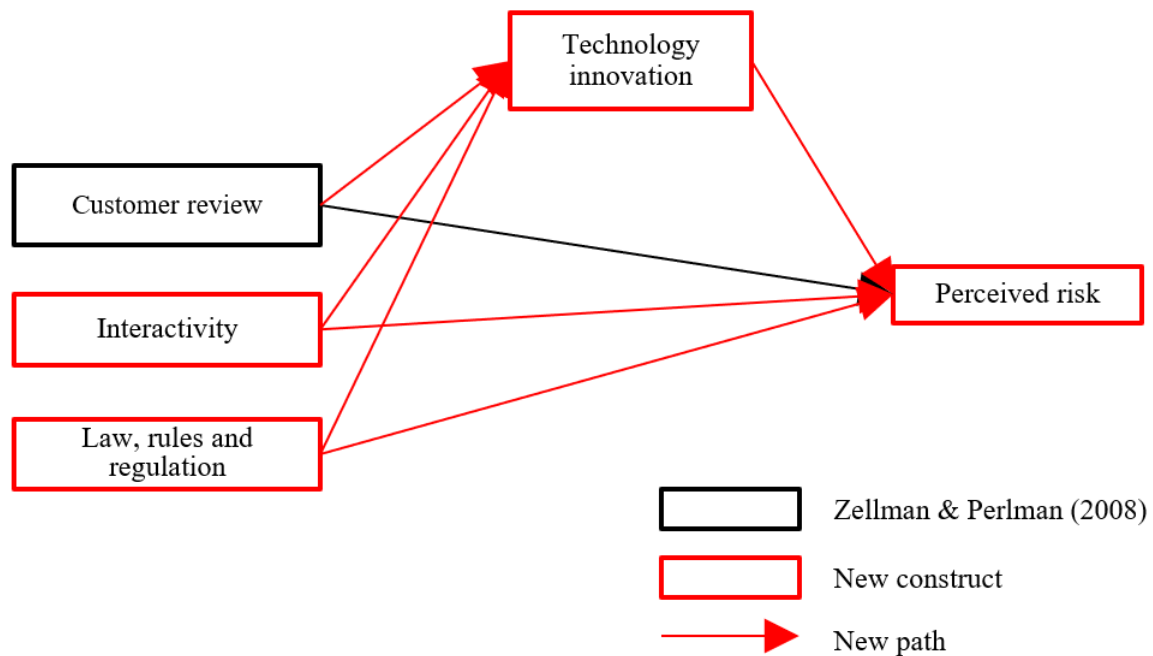 Technology
innovation
Customer review
Interactivity
Perceived risk
Law, rules and
regulation
Zellman & Perlman (2008)
New construct
New path